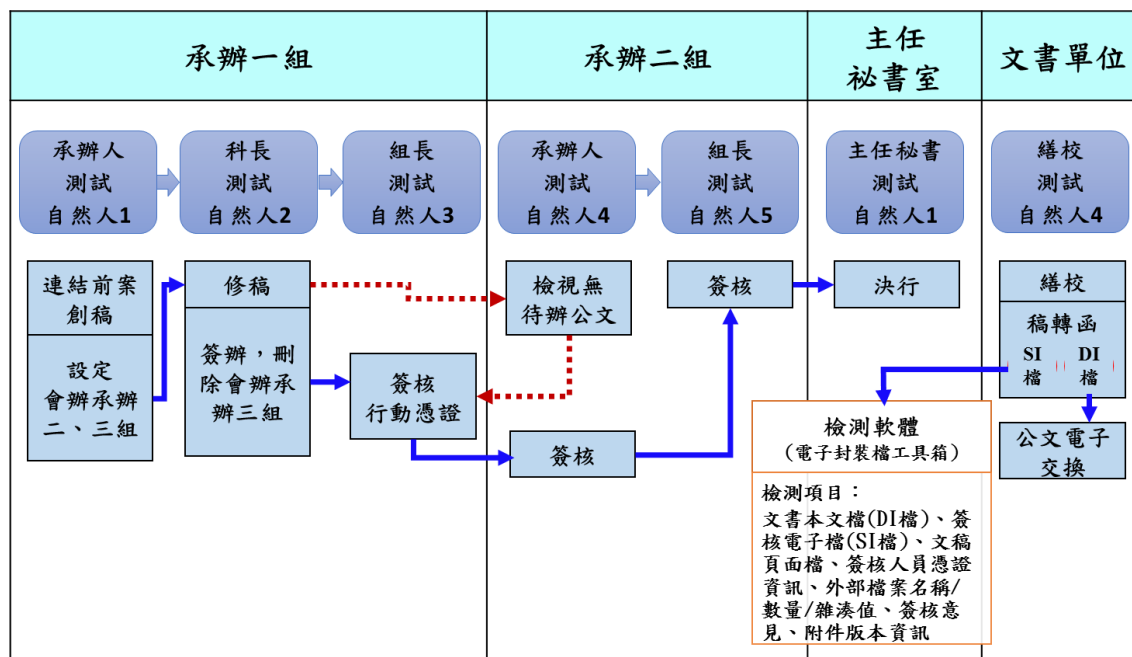 承辦一組
承辦二組
主任
祕書室
文書單位
承辦人
測試
自然人1
科長
測試
自然人2
組長
測試
自然人3
承辦人
測試
自然人4
組長
測試
自然人5
主任祕書
測試
自然人1
繕校
測試
自然人4
連結前案
創稿
設定
會辦承辦
二、三組
修稿
簽辦，刪
除會辦承
辦三組
簽核
行動憑證
檢視無
待辦公文
簽核
簽核
決行
繕校
稿轉函
SI
檔
DI
檔
公文電子
交換
檢測軟體
(電子封裝檔工具箱)
檢測項目：
文書本文檔(DI檔)、簽
核電子檔(SI檔)、文稿
頁面檔、簽核人員憑證
資訊、外部檔案名稱/
數量/雜湊值、簽核意
見、附件版本資訊